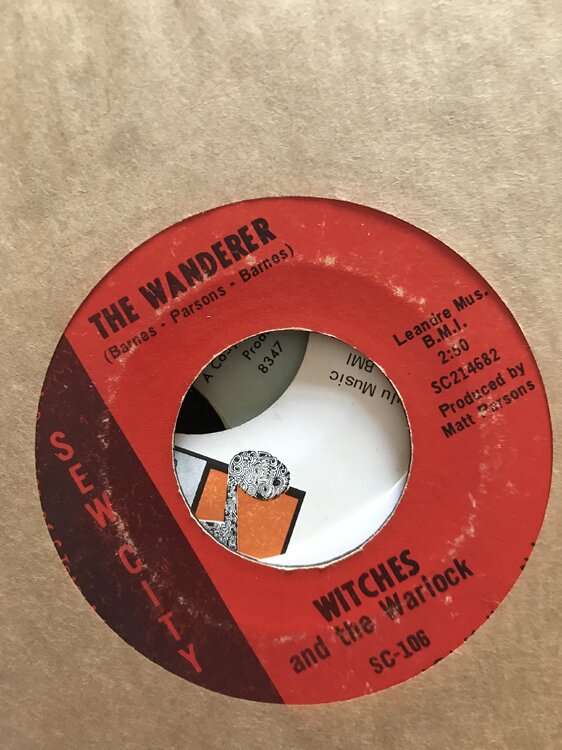 THE WANDERER
(Barnes - Parsons - Barnes)
Leandre Mus.
B.M.I.
2:50
SC214682
Produced by
Matt Parsons
SEW CITY
WITCHES
and the Warlock
SC-106
8347
Music
BMI